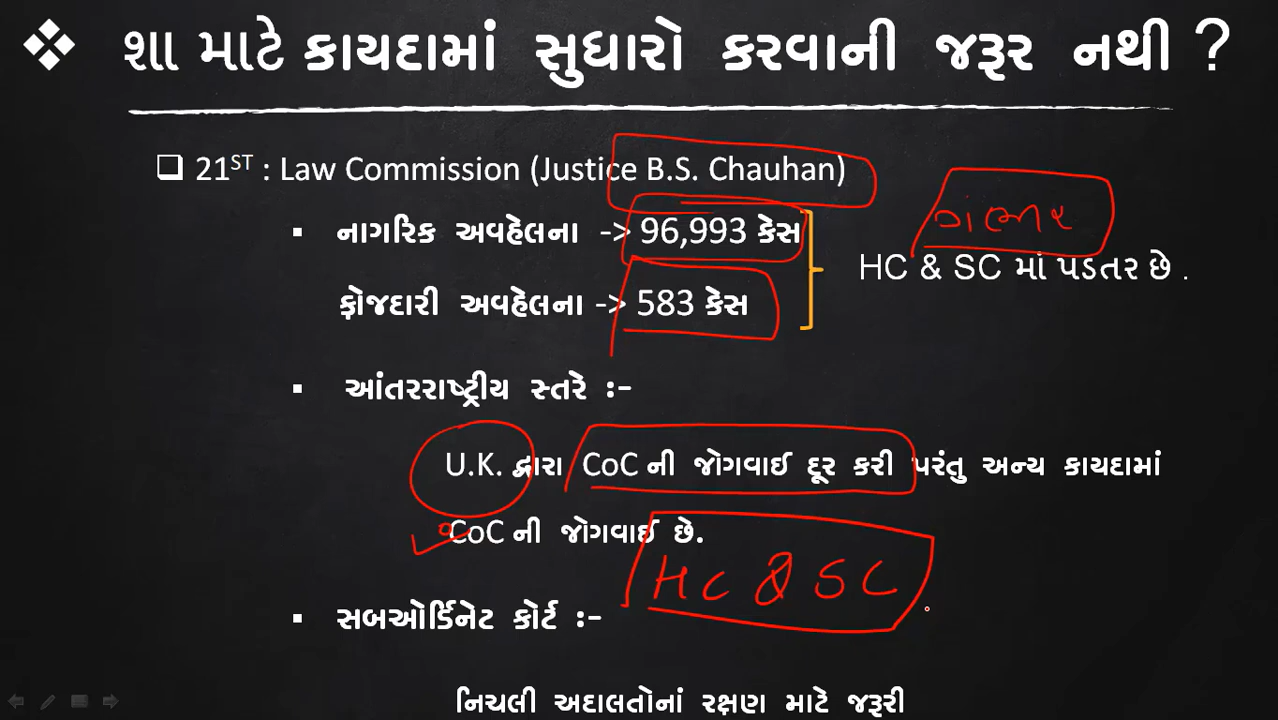 ❖ શા માટે કાયદામાં સુધારો કરવાની જરૂર નથી ?
❑ 21ST : Law Commission (Justice B.S. Chauhan)
▪ નાગરિક અવહેલના -> 96,993 કેસ
ફોજદારી અવહેલના -> 583 કેસ
ગંભીર
HC & SC માં પડતર છે .
▪ આંતરરાષ્ટ્રીય સ્તરે :-
U.K. દ્વારા CoC ની જોગવાઈ દૂર કરી પરંતુ અન્ય કાયદામાં
CoC ની જોગવાઈ છે.
HC & SC
▪ સબઓર્ડિનેટ કોર્ટ :-
નિચલી અદાલતોનાં રક્ષણ માટે જરૂરી